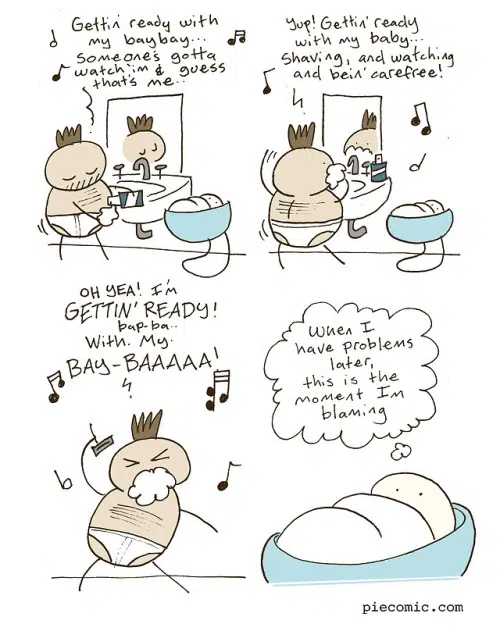 Gettin' ready with
my baybay...
someone's gotta
watch 'im & guess
that's me..
Yup! Gettin' ready
with my baby...
Shaving, and watching
and bein' carefree!
OH YEA! I'm
GETTIN' READY!
bap-ba..
With. My.
BAY-BAAAAA!
When I
have problems
later,
this is the
moment I'm
blaming
piecomic.com